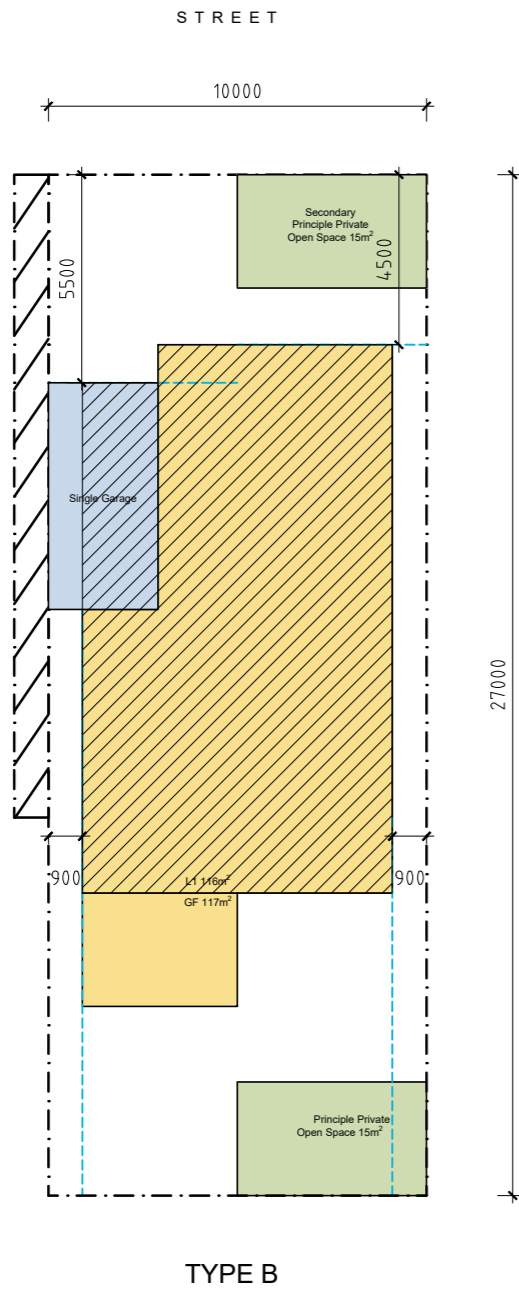 STREET
10000
Secondary
Principle Private
Open Space 15m²
5500
4500
Single Garage
27000
900
900
L1 116m²
GF 117m²
Principle Private
Open Space 15m²
TYPE B